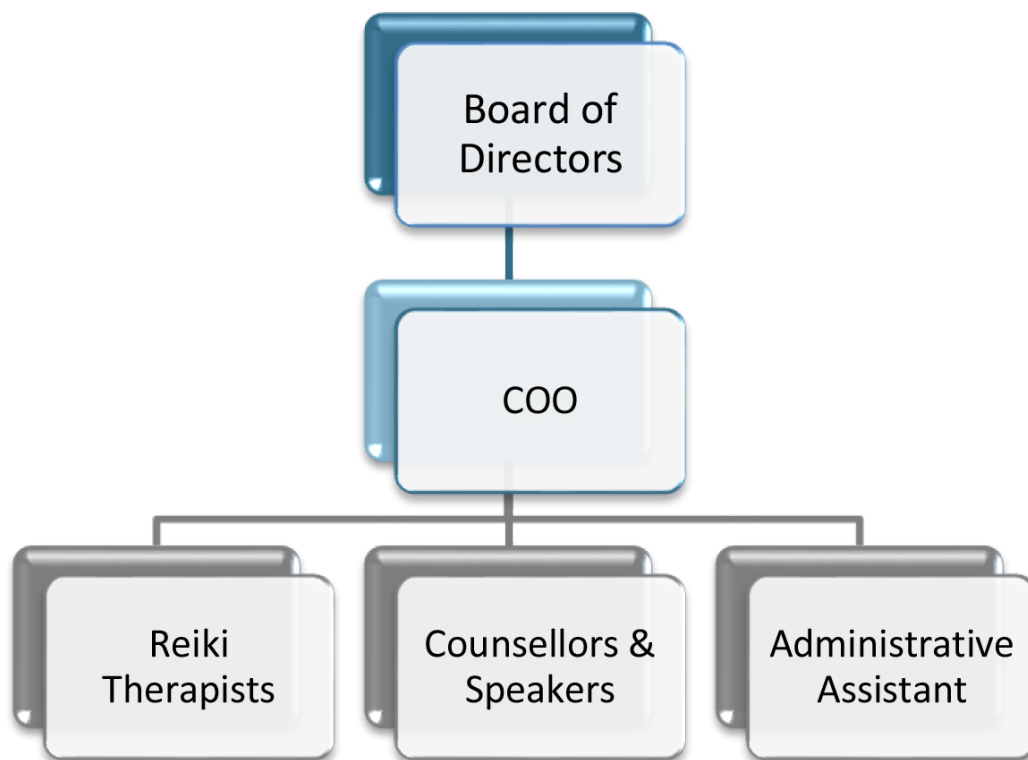 Board of
Directors
COO
Reiki
Therapists
Counsellors &
Speakers
Administrative
Assistant